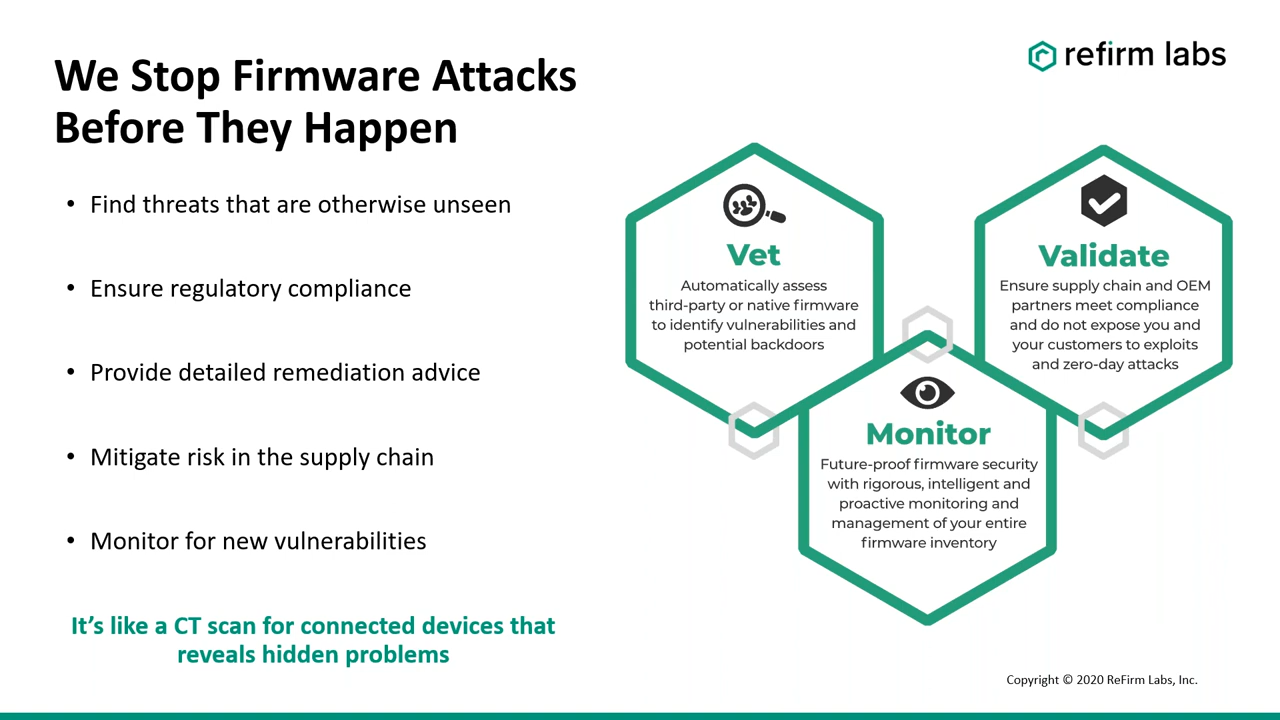 We Stop Firmware Attacks
Before They Happen
refirm labs
• Find threats that are otherwise unseen
• Ensure regulatory compliance
• Provide detailed remediation advice
• Mitigate risk in the supply chain
• Monitor for new vulnerabilities
It’s like a CT scan for connected devices that
reveals hidden problems
Vet
Automatically assess
third-party or native firmware
to identify vulnerabilities and
potential backdoors
Validate
Ensure supply chain and OEM
partners meet compliance
and do not expose you and
your customers to exploits
and zero-day attacks
Monitor
Future-proof firmware security
with rigorous, intelligent and
proactive monitoring and
management of your entire
firmware inventory
Copyright © 2020 ReFirm Labs, Inc.